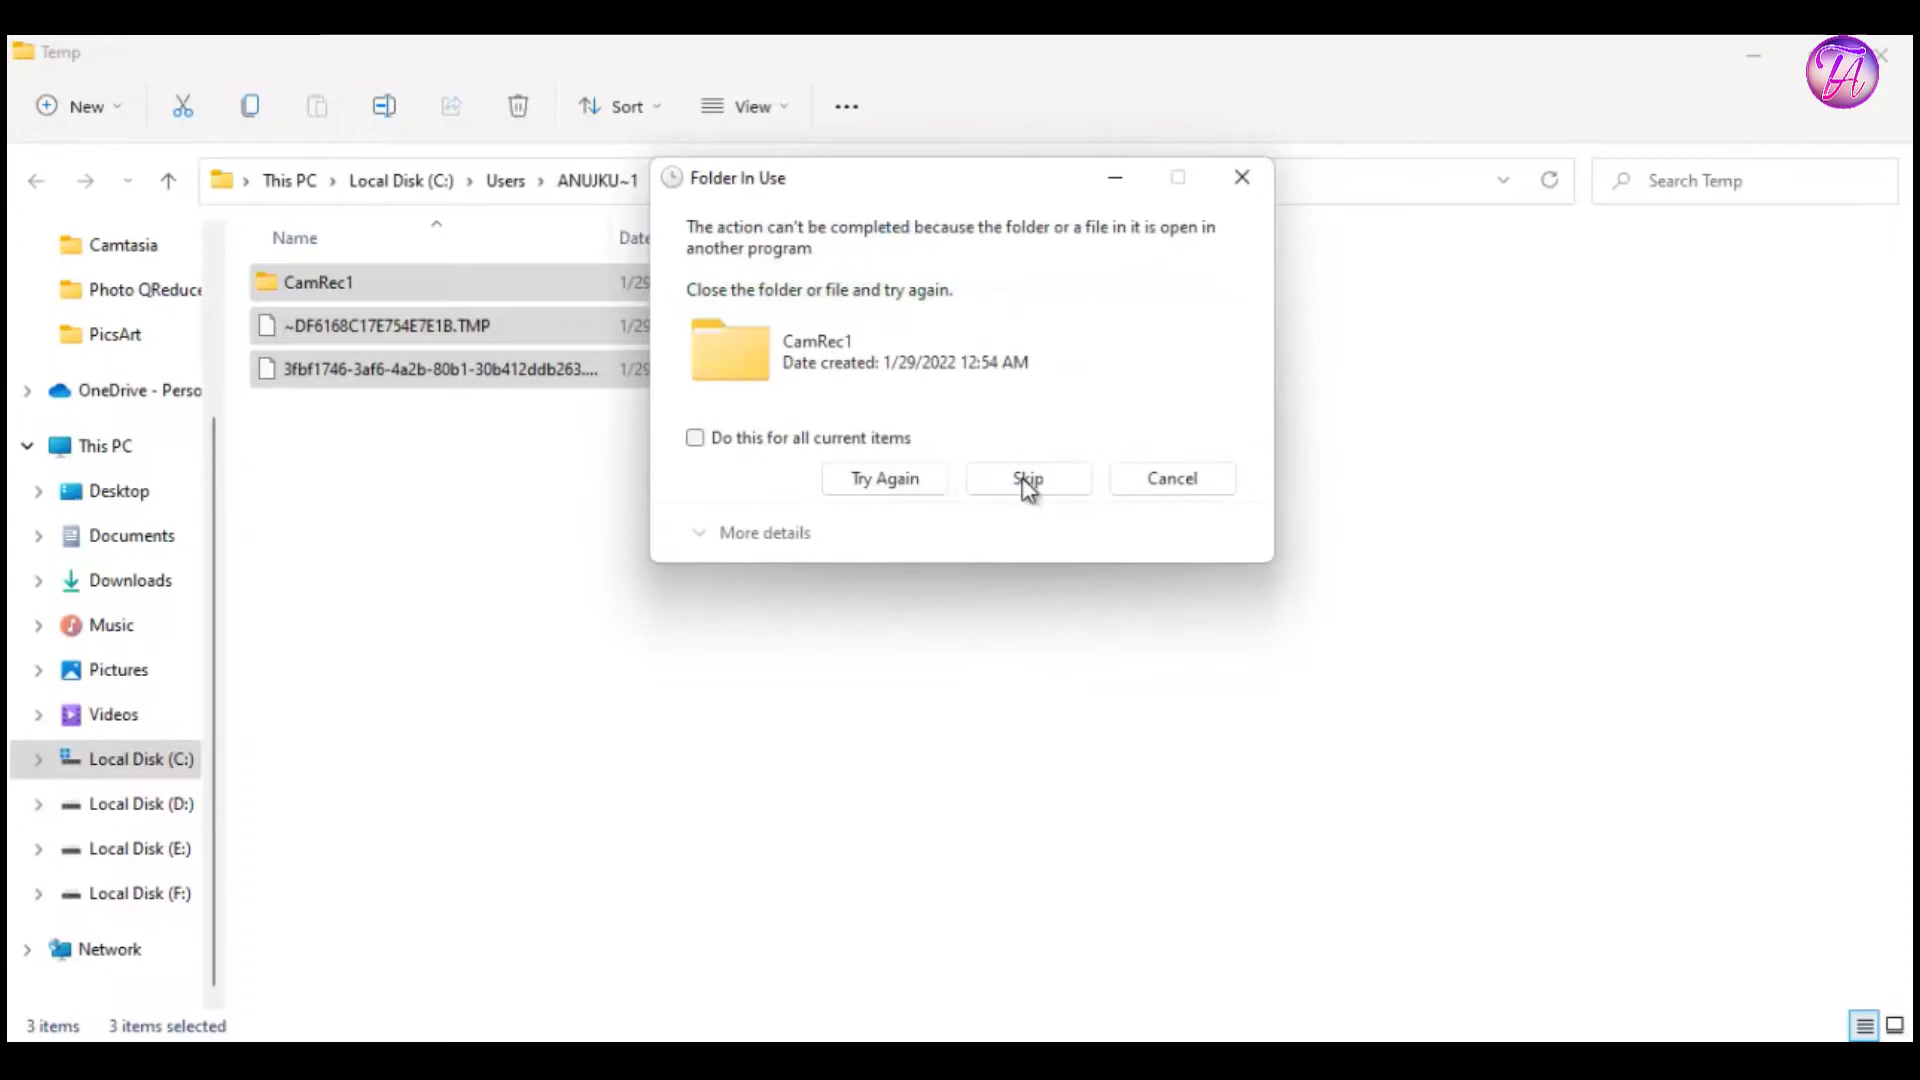 Temp
New
Sort
View
This PC
Local Disk (C:)
Users
ANUJKU~1
Search Temp
Folder In Use
The action can't be completed because the folder or a file in it is open in
another program
Close the folder or file and try again.
CamRec1
Date created: 1/29/2022 12:54 AM
Do this for all current items
Try Again
Skip
Cancel
More details
Name
Date
CamRec1
1/29
~DF6168C17E754E7E1B.TMP
1/29
3fbf1746-3af6-4a2b-80b1-30b412ddb263....
1/29
Camtasia
Photo QReduce
PicsArt
OneDrive - Perso
This PC
Desktop
Documents
Downloads
Music
Pictures
Videos
Local Disk (C:)
Local Disk (D:)
Local Disk (E:)
Local Disk (F:)
Network
3 items
3 items selected
TA